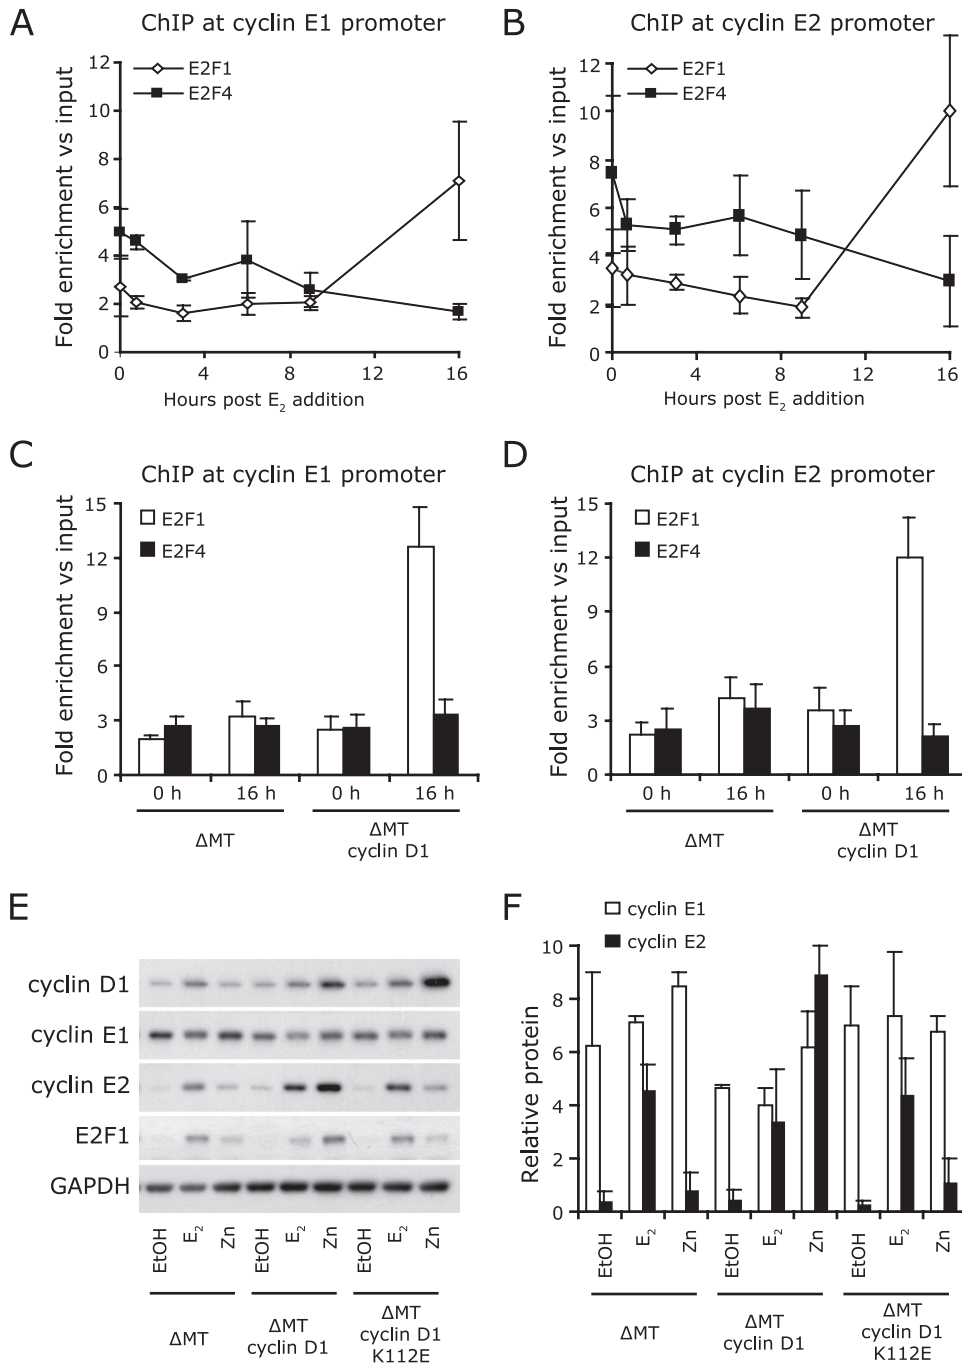 A
ChIP at cyclin E1 promoter
E2F1
E2F4
Fold enrichment vs input
12
10
8
6
4
2
0
0 4 8 12 16
Hours post E₂ addition
B
ChIP at cyclin E2 promoter
E2F1
E2F4
Fold enrichment vs input
12
10
8
6
4
2
0
0 4 8 12 16
Hours post E₂ addition
C
ChIP at cyclin E1 promoter
E2F1
E2F4
Fold enrichment vs input
15
12
9
6
3
0
0 h 16 h 0 h 16 h
ΔMT
ΔMT
cyclin D1
D
ChIP at cyclin E2 promoter
E2F1
E2F4
Fold enrichment vs input
15
12
9
6
3
0
0 h 16 h 0 h 16 h
ΔMT
ΔMT
cyclin D1
E
cyclin D1
cyclin E1
cyclin E2
E2F1
GAPDH
EtOH E₂ Zn EtOH E₂ Zn EtOH E₂ Zn
ΔMT
ΔMT
cyclin D1
ΔMT
cyclin D1
K112E
F
cyclin E1
cyclin E2
Relative protein
10
8
6
4
2
0
EtOH E₂ Zn EtOH E₂ Zn EtOH E₂ Zn
ΔMT
ΔMT
cyclin D1
ΔMT
cyclin D1
K112E